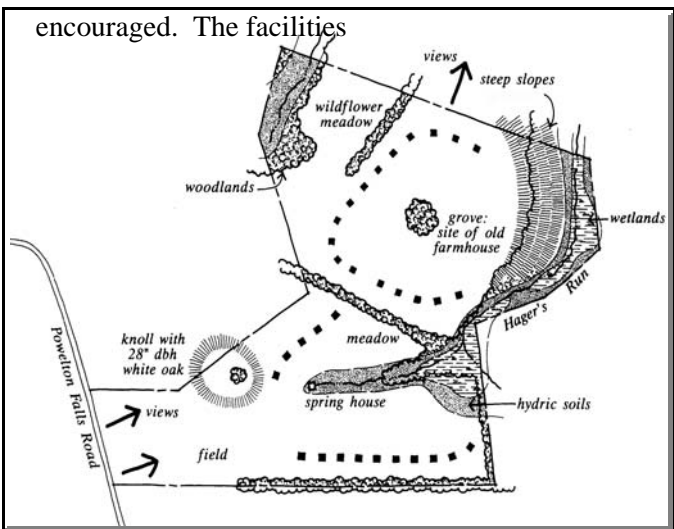 encouraged.  The facilities
views
steep slopes
wildflower
meadow
woodlands
grove:
site of old
farmhouse
wetlands
Hager's Run
knoll with
28" dbh
white oak
meadow
spring house
hydric soils
Powelton Falls Road
views
field